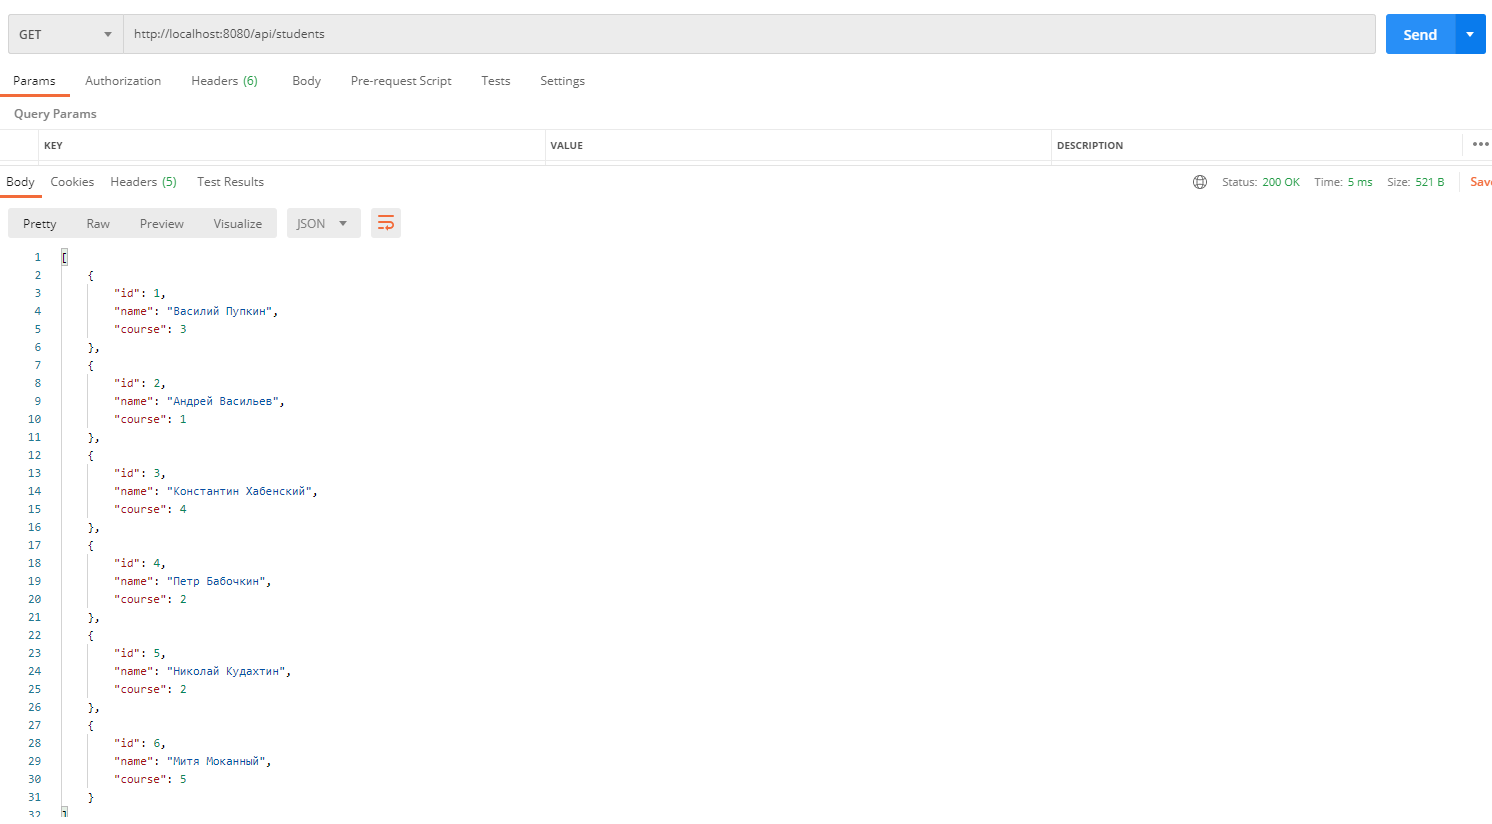 GET http://localhost:8080/api/students Send
Params Authorization Headers (6) Body Pre-request Script Tests Settings
Query Params
KEY VALUE DESCRIPTION
Body Cookies Headers (5) Test Results Status: 200 OK Time: 5 ms Size: 521 B Save
Pretty Raw Preview Visualize JSON
1 [
2 {
3 "id": 1,
4 "name": "Василий Пупкин",
5 "course": 3
6 },
7 {
8 "id": 2,
9 "name": "Андрей Васильев",
10 "course": 1
11 },
12 {
13 "id": 3,
14 "name": "Константин Хабенский",
15 "course": 4
16 },
17 {
18 "id": 4,
19 "name": "Петр Бабочкин",
20 "course": 2
21 },
22 {
23 "id": 5,
24 "name": "Николай Кудахтин",
25 "course": 2
26 },
27 {
28 "id": 6,
29 "name": "Митя Моканный",
30 "course": 5
31 }
32 ]